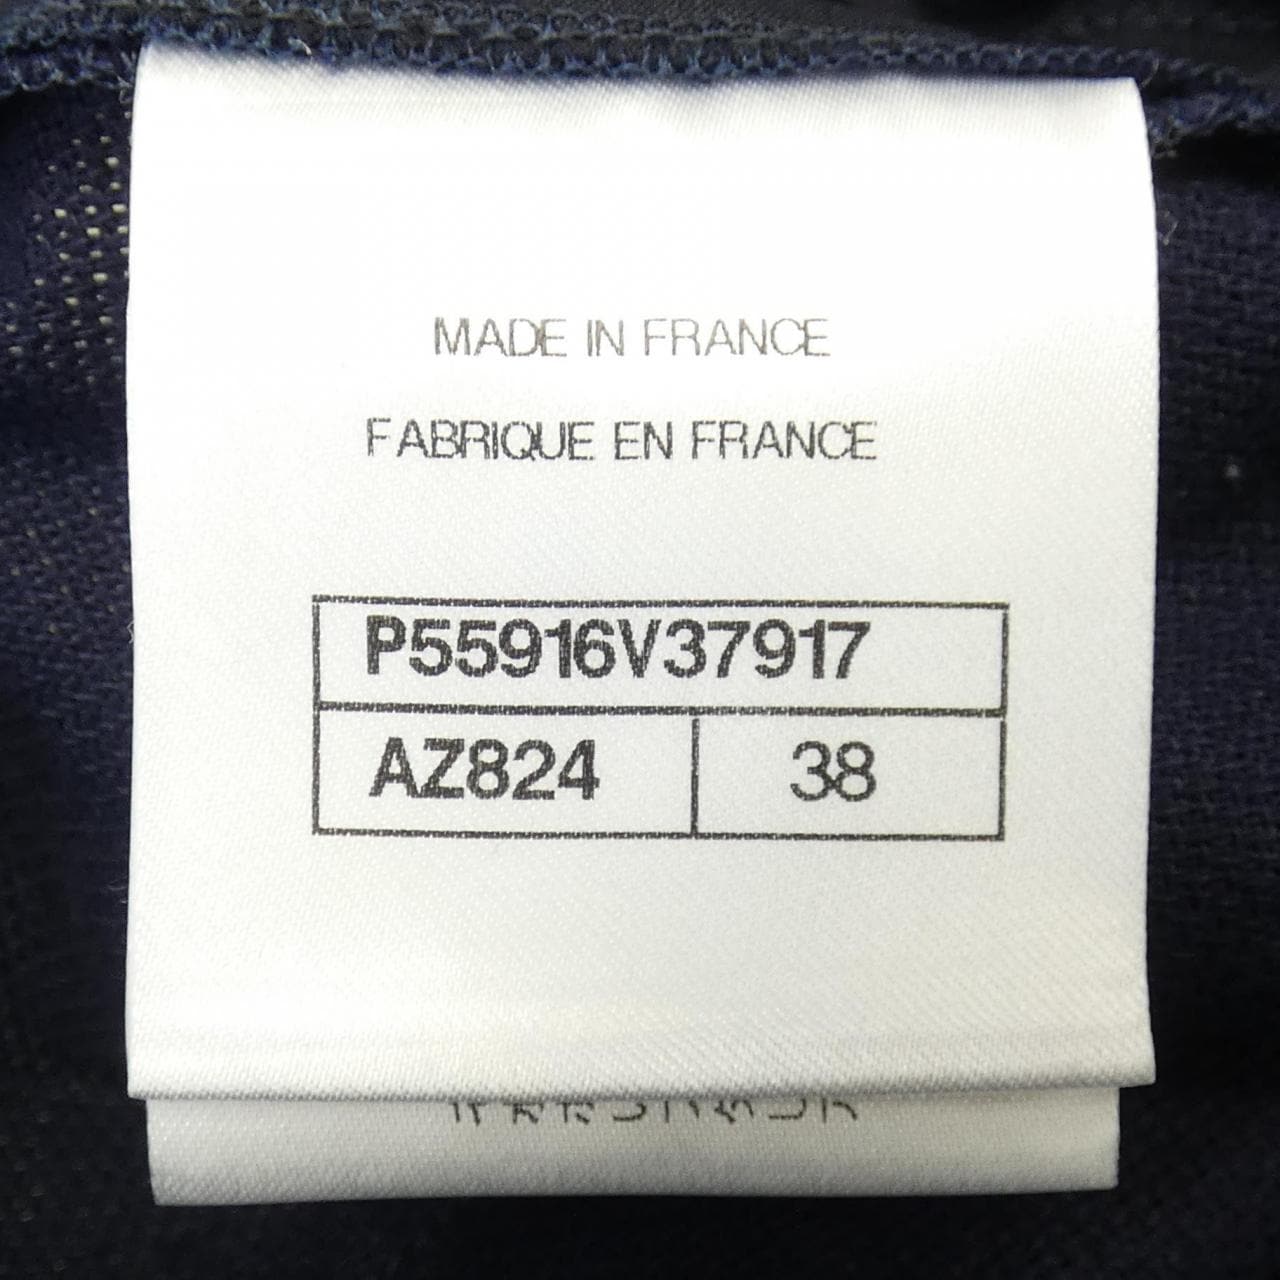 MADE IN FRANCE
FABRIQUE EN FRANCE
P55916V37917
AZ824 38